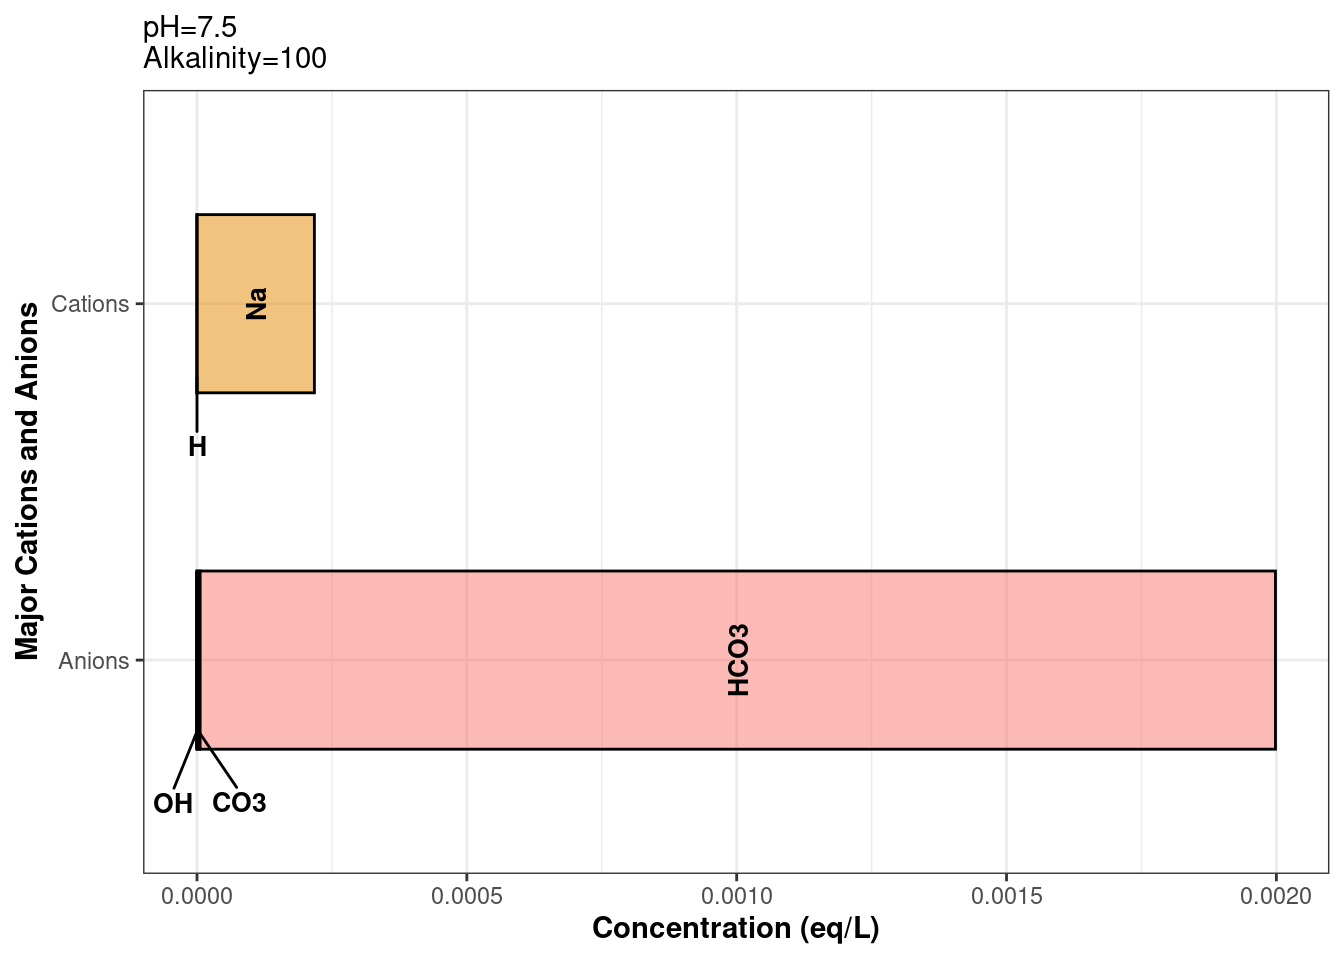 pH=7.5
Alkalinity=100
Major Cations and Anions
Cations
Na
H
Anions
HCO3
OH
CO3
0.0000
0.0005
0.0010
0.0015
0.0020
Concentration (eq/L)